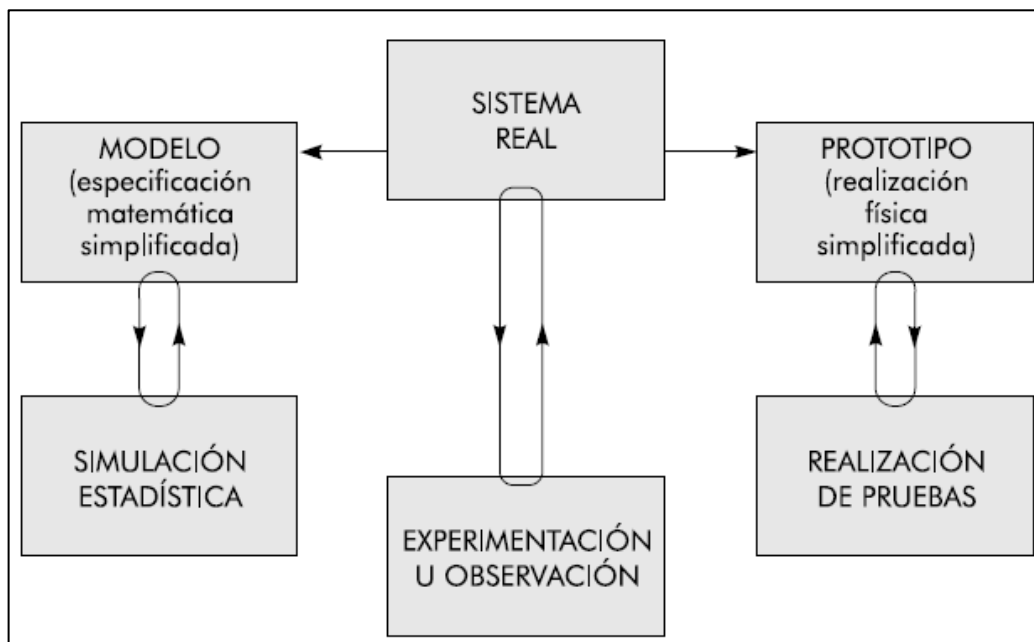 SISTEMA
REAL
MODELO
(especificación
matemática
simplificada)
PROTOTIPO
(realización
física
simplificada)
SIMULACIÓN
ESTADÍSTICA
EXPERIMENTACIÓN
U OBSERVACIÓN
REALIZACIÓN
DE PRUEBAS